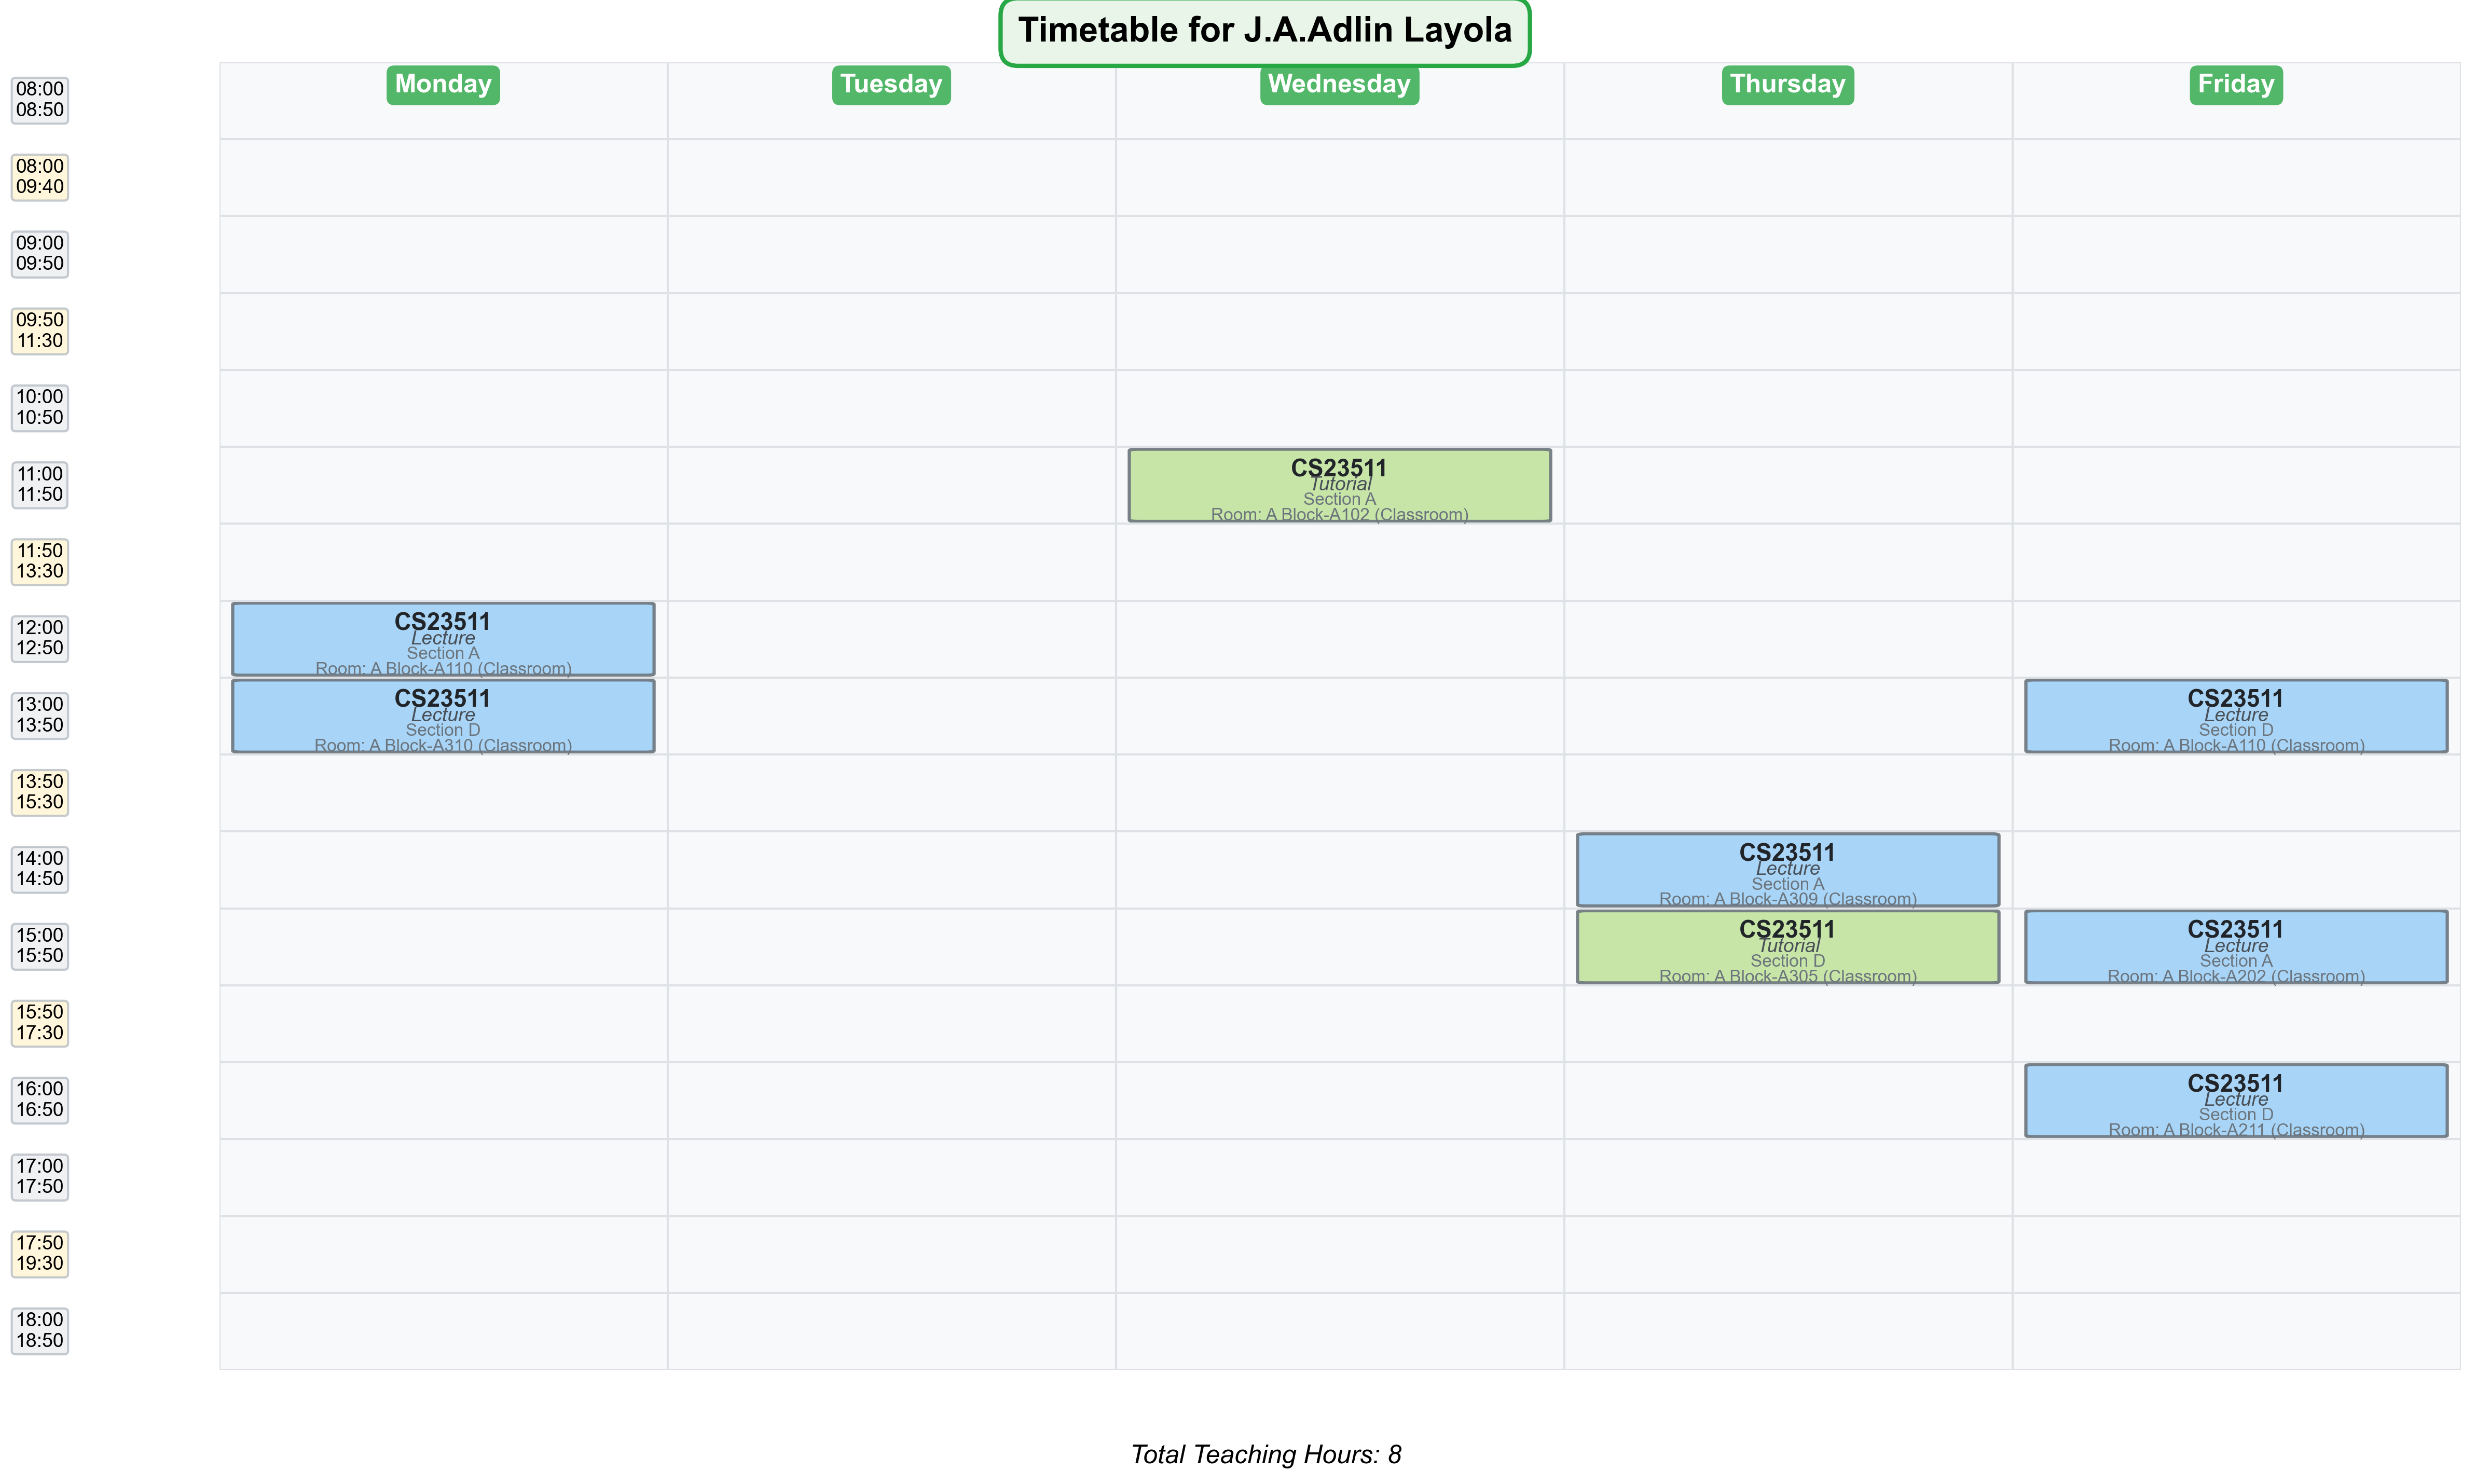 Timetable for J.A.Adlin Layola
Monday
Tuesday
Wednesday
Thursday
Friday
08:00
08:50
08:00
09:40
09:00
09:50
09:50
11:30
10:00
10:50
11:00
11:50
CS23511
Tutorial
Section A
Room: A Block-A102 (Classroom)
11:50
13:30
12:00
12:50
CS23511
Lecture
Section A
Room: A Block-A110 (Classroom)
13:00
13:50
CS23511
Lecture
Section D
Room: A Block-A310 (Classroom)
CS23511
Lecture
Section D
Room: A Block-A110 (Classroom)
13:50
15:30
14:00
14:50
CS23511
Lecture
Section A
Room: A Block-A309 (Classroom)
15:00
15:50
CS23511
Tutorial
Section D
Room: A Block-A305 (Classroom)
CS23511
Lecture
Section A
Room: A Block-A202 (Classroom)
15:50
17:30
16:00
16:50
CS23511
Lecture
Section D
Room: A Block-A211 (Classroom)
17:00
17:50
17:50
19:30
18:00
18:50
Total Teaching Hours: 8